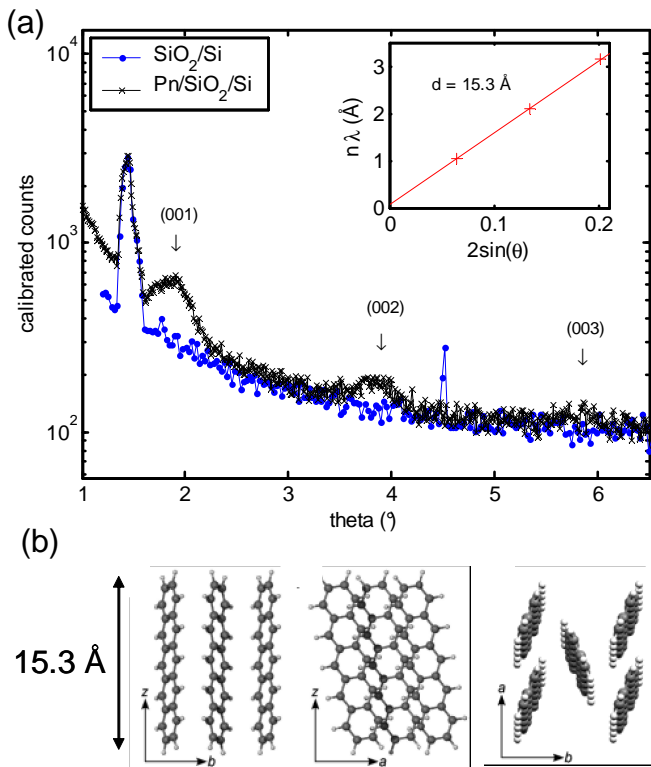 (a)
SiO2/Si
Pn/SiO2/Si
d = 15.3 Å
n λ (Å)
3
2
1
0
0
0.1
0.2
2sin(θ)
(001)
(002)
(003)
calibrated counts
10^4
10^3
10^2
1
2
3
4
5
6
theta (°)
(b)
15.3 Å
z
b
z
a
a
b